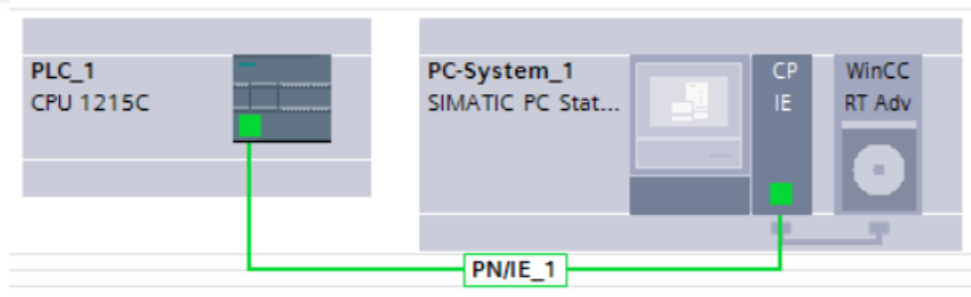 PLC_1
CPU 1215C
PC-System_1
SIMATIC PC Stat...
CP
IE
WinCC
RT Adv
PN/IE_1